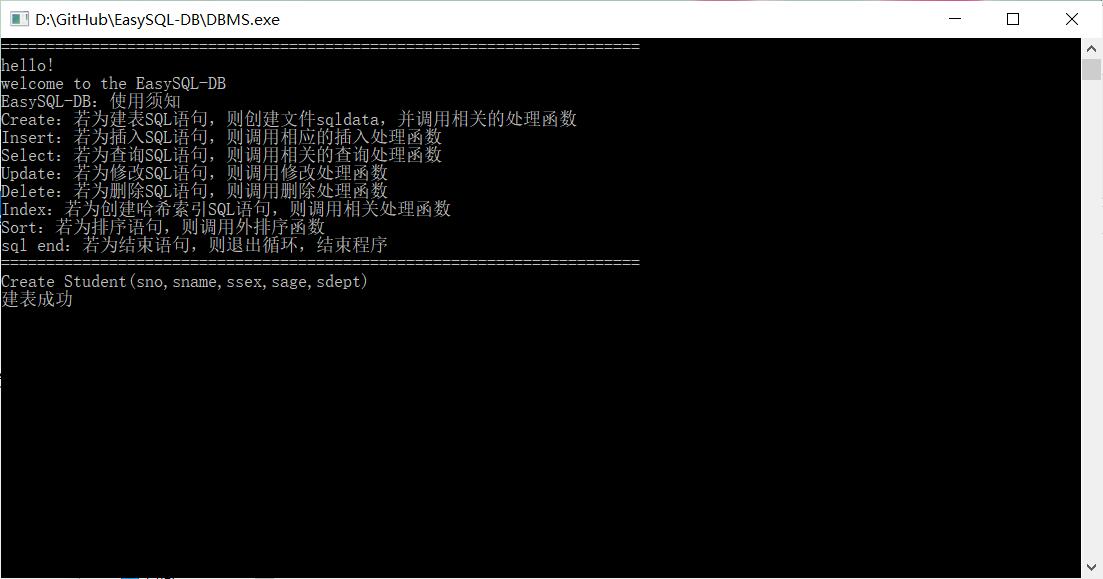 D:\GitHub\EasySQL-DB\DBMS.exe
=======================================================================
hello!
welcome to the EasySQL-DB
EasySQL-DB：使用须知
Create：若为建表SQL语句，则创建文件sqldata，并调用相关的处理函数
Insert：若为插入SQL语句，则调用相应的插入处理函数
Select：若为查询SQL语句，则调用相关的查询处理函数
Update：若为修改SQL语句，则调用修改处理函数
Delete：若为删除SQL语句，则调用删除处理函数
Index：若为创建哈希索引SQL语句，则调用相关处理函数
Sort：若为排序语句，则调用外排序函数
sql end：若为结束语句，则退出循环，结束程序
=======================================================================
Create Student(sno,sname,ssex,sage,sdept)
建表成功